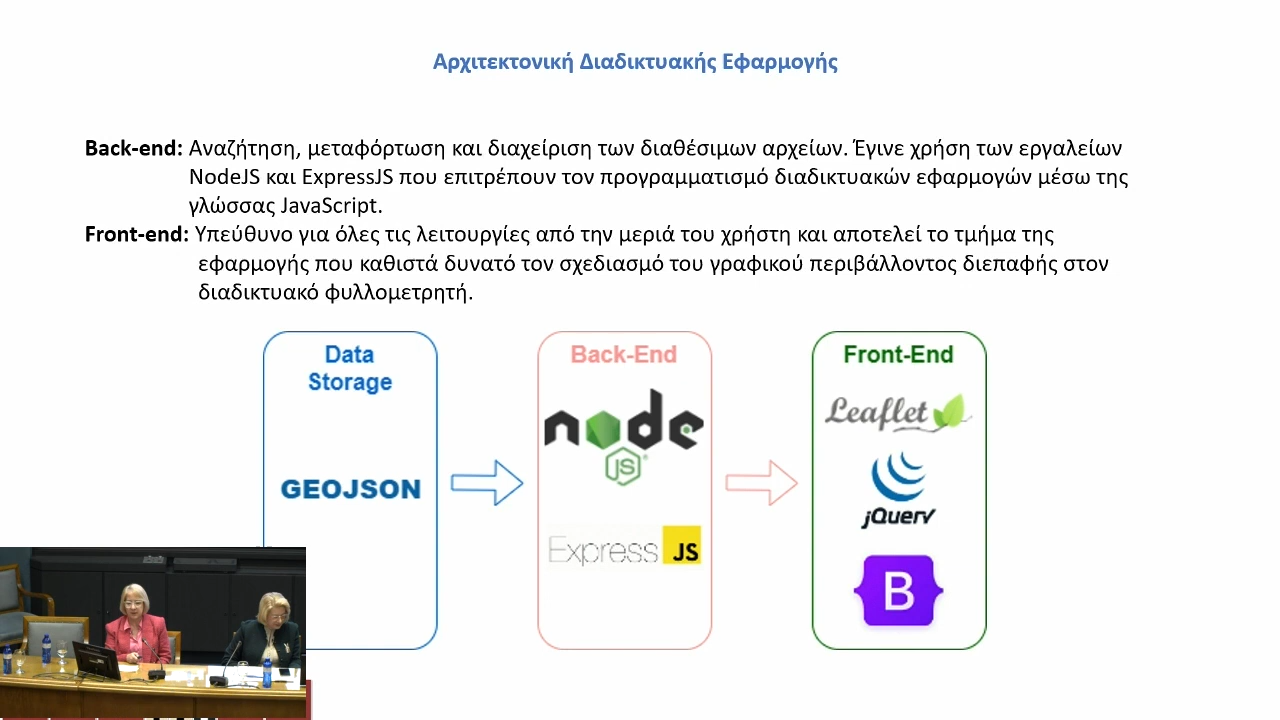 Αρχιτεκτονική Διαδικτυακής Εφαρμογής
Back-end: Αναζήτηση, μεταφόρτωση και διαχείριση των διαθέσιμων αρχείων. Έγινε χρήση των εργαλείων
NodeJS και ExpressJS που επιτρέπουν τον προγραμματισμό διαδικτυακών εφαρμογών μέσω της
γλώσσας JavaScript.
Front-end: Υπεύθυνο για όλες τις λειτουργίες από την μεριά του χρήστη και αποτελεί το τμήμα της
εφαρμογής που καθιστά δυνατό τον σχεδιασμό του γραφικού περιβάλλοντος διεπαφής στον
διαδικτυακό φυλλομετρητή.
Data
Storage
GEOJSON
Back-End
node
JS
Express JS
Front-End
Leaflet
jQuery
B